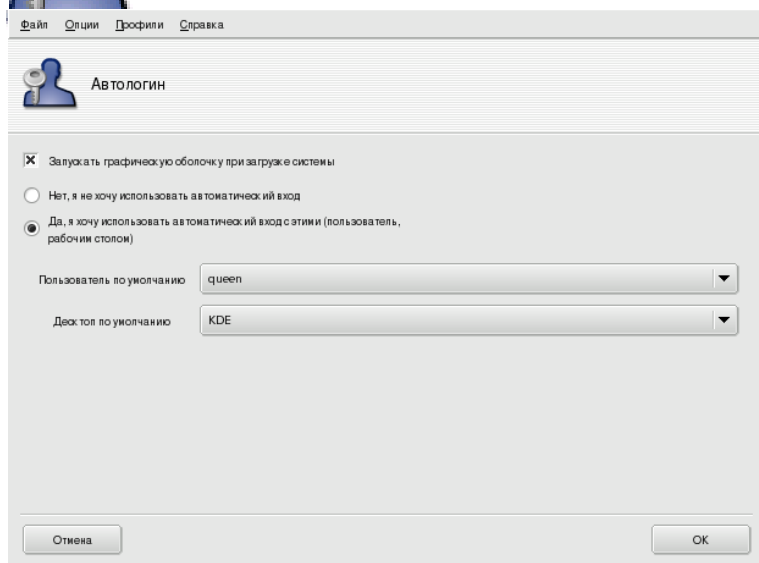 Файл Опции Профили Справка
Автологин
Запускать графическую оболочку при загрузке системы
Нет, я не хочу использовать автоматический вход
Да, я хочу использовать автоматический вход с этими (пользователь,
рабочим столом)
Пользователь по умолчанию queen
Десктоп по умолчанию KDE
Отмена OK